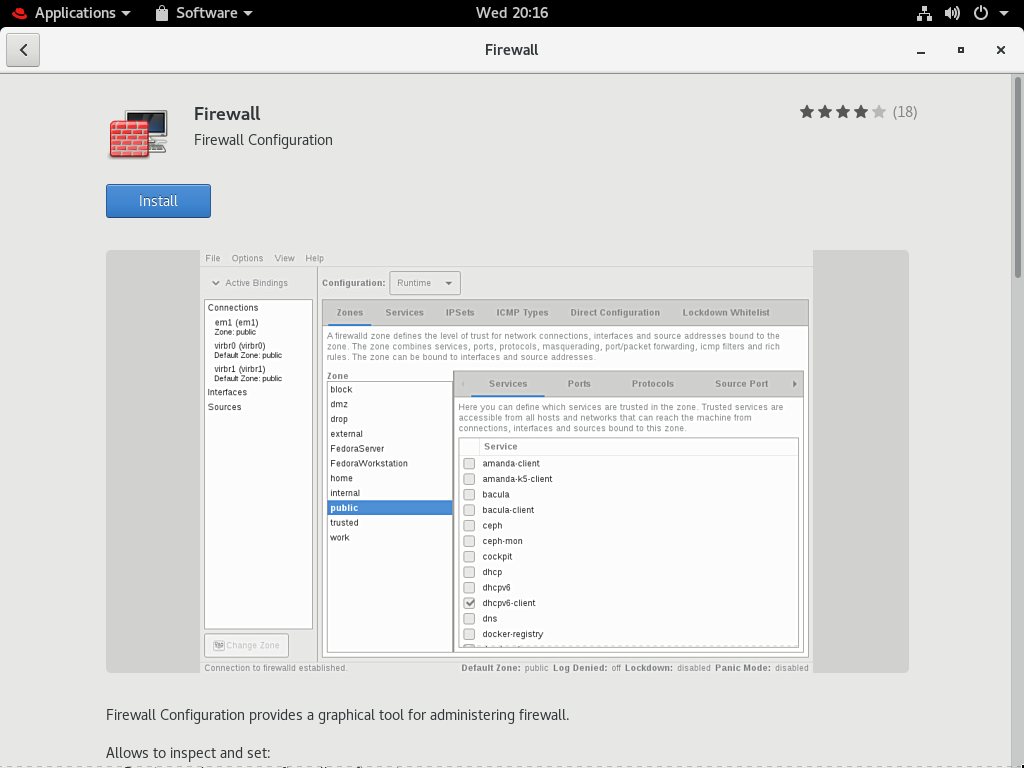 Applications
Software
Wed 20:16
Firewall
Firewall
(18)
Firewall Configuration
Install
File Options View Help
Active Bindings
Configuration: Runtime
Connections
em1 (em1)
Zone: public
virbr0 (virbr0)
Default Zone: public
virbr1 (virbr1)
Default Zone: public
Interfaces
Sources
Zones Services IPSets ICMP Types Direct Configuration Lockdown Whitelist
A firewalld zone defines the level of trust for network connections, interfaces and source addresses bound to the
zone. The zone combines services, ports, protocols, masquerading, port/packet forwarding, icmp filters and rich
rules. The zone can be bound to interfaces and source addresses.
Zone
block
dmz
drop
external
FedoraServer
FedoraWorkstation
home
internal
public
trusted
work
Services Ports Protocols Source Port
Here you can define which services are trusted in the zone. Trusted services are
accessible from all hosts and networks that can reach the machine from
connections, interfaces and sources bound to this zone.
Service
amanda-client
amanda-k5-client
bacula
bacula-client
ceph
ceph-mon
cockpit
dhcp
dhcpv6
dhcpv6-client
dns
docker-registry
Change Zone
Connection to firewalld established.
Default Zone: public Log Denied: off Lockdown: disabled Panic Mode: disabled
Firewall Configuration provides a graphical tool for administering firewall.
Allows to inspect and set: